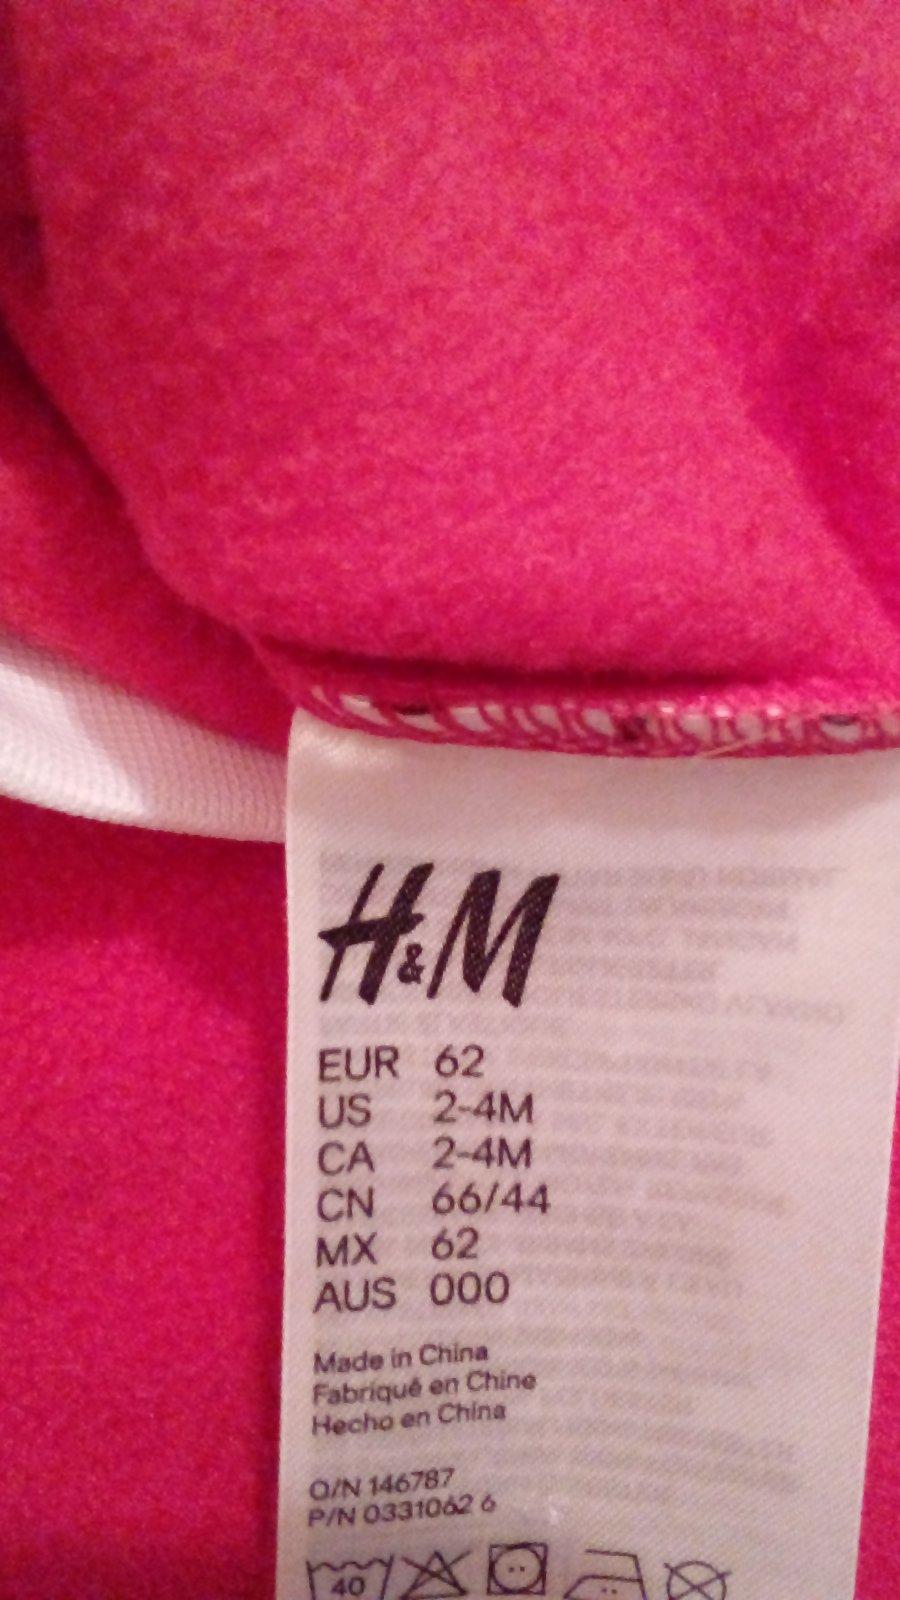 H&M
EUR 62
US 2-4M
CA 2-4M
CN 66/44
MX 62
AUS 000
Made in China
Fabriqué en Chine
Hecho en China
O/N 146787
P/N 0331062 6
40